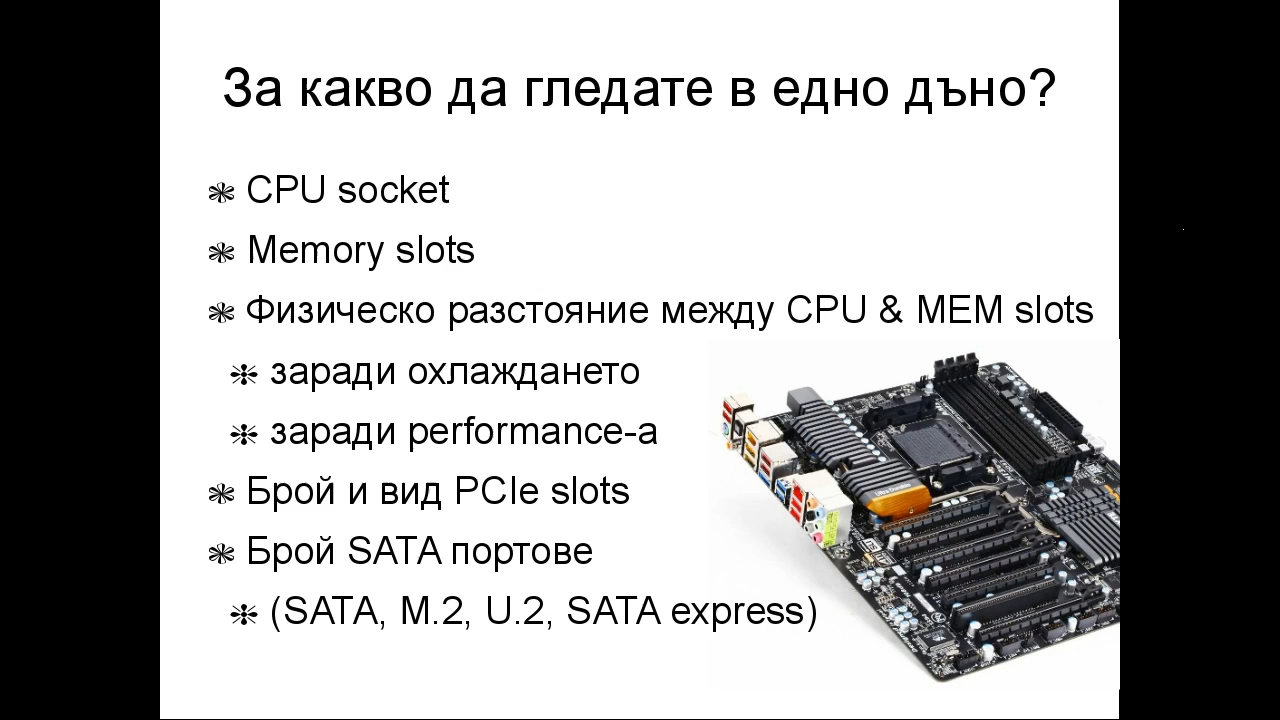 За какво да гледате в едно дъно?
CPU socket
Memory slots
Физическо разстояние между CPU & MEM slots
заради охлаждането
заради performance-а
Брой и вид PCIe slots
Брой SATA портове
(SATA, M.2, U.2, SATA express)